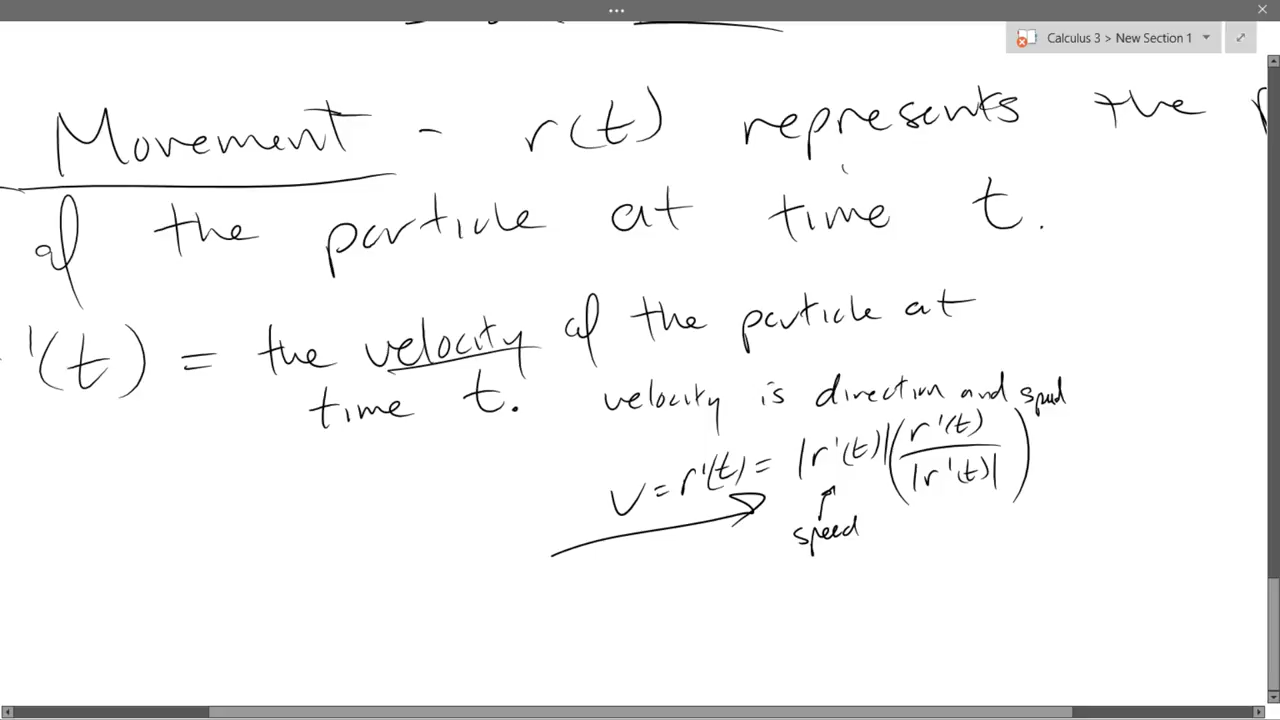 Calculus 3 > New Section 1
Movement - r(t) represents the
of the particle at time t.
'(t) = the velocity of the particle at
time t. velocity is direction and speed
v = r'(t) = |r'(t)| (r'(t) / |r'(t)|)
speed